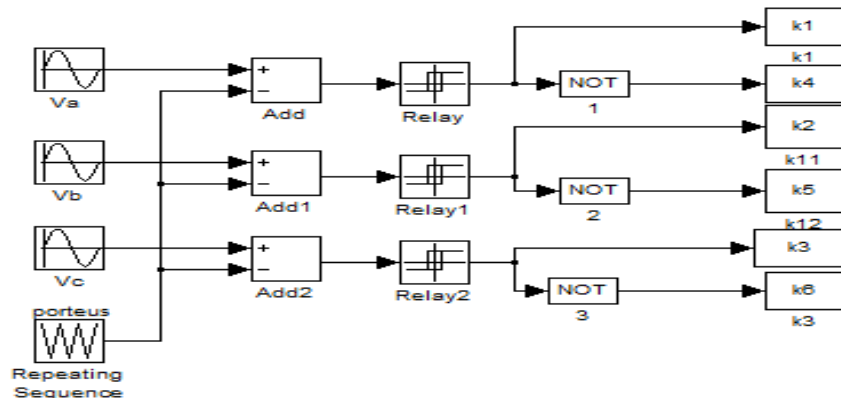 Va
+
−
Add
Relay
NOT
1
k1
k1
k4
Vb
+
−
Add1
Relay1
NOT
2
k2
k11
k5
k12
Vc
+
−
Add2
Relay2
NOT
3
k3
k6
k3
porteus
Repeating
Sequence